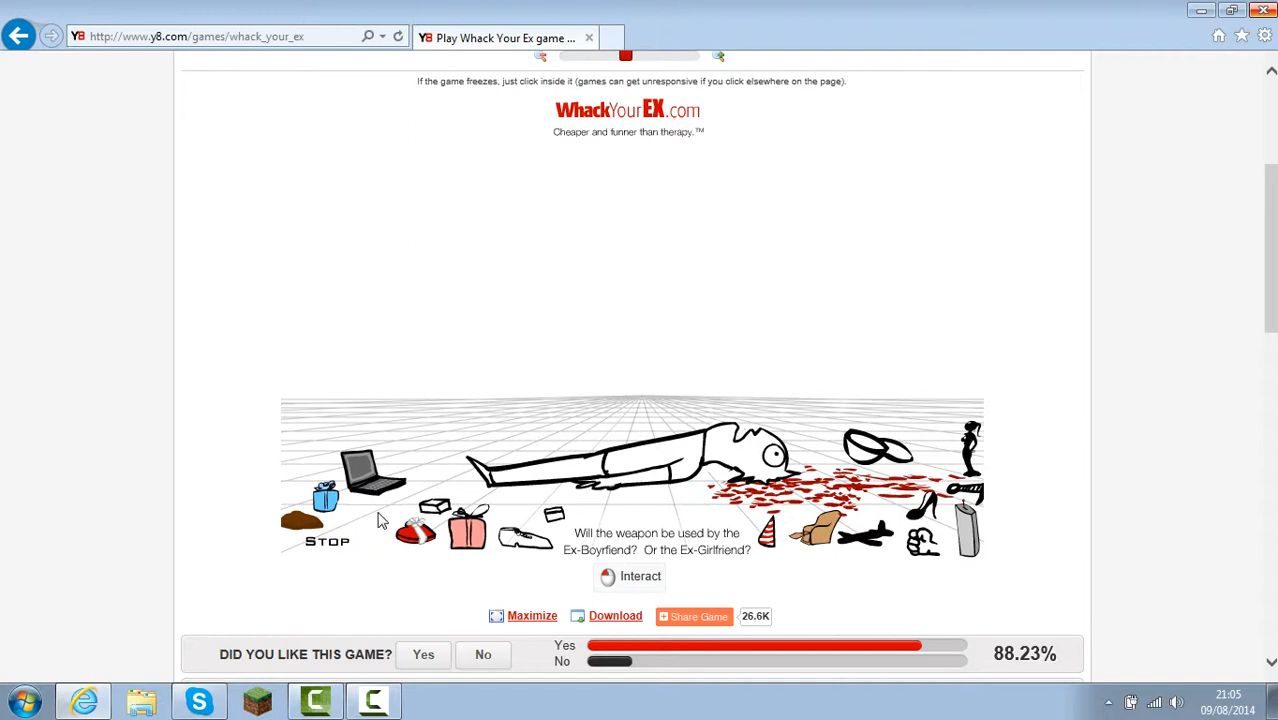 http://www.y8.com/games/whack_your_ex
Y8 Play Whack Your Ex game ...
If the game freezes, just click inside it (games can get unresponsive if you click elsewhere on the page).
WhackYourEX.com
Cheaper and funner than therapy.™
STOP
Will the weapon be used by the
Ex-Boyfiend? Or the Ex-Girlfriend?
Interact
Maximize
Download
Share Game
26.6K
DID YOU LIKE THIS GAME?
Yes
No
Yes
No
88.23%
21:05
09/08/2014